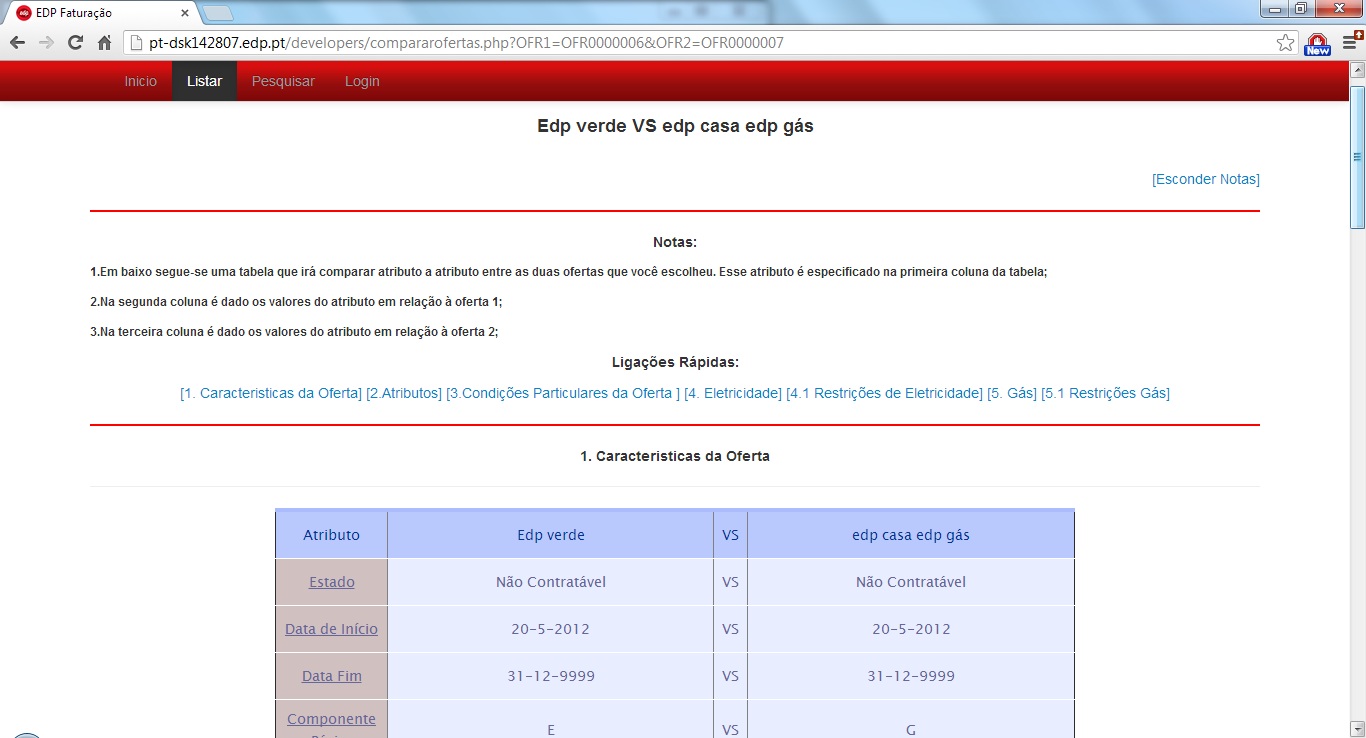 EDP Faturação
pt-dsk142807.edp.pt/developers/compararofertas.php?OFR1=OFR0000006&OFR2=OFR0000007
New
Inicio Listar Pesquisar Login
Edp verde VS edp casa edp gás
[Esconder Notas]
Notas:
1.Em baixo segue-se uma tabela que irá comparar atributo a atributo entre as duas ofertas que você escolheu. Esse atributo é especificado na primeira coluna da tabela;
2.Na segunda coluna é dado os valores do atributo em relação à oferta 1;
3.Na terceira coluna é dado os valores do atributo em relação à oferta 2;
Ligações Rápidas:
[1. Caracteristicas da Oferta] [2.Atributos] [3.Condições Particulares da Oferta ] [4. Eletricidade] [4.1 Restrições de Eletricidade] [5. Gás] [5.1 Restrições Gás]
1. Caracteristicas da Oferta
Atributo Edp verde VS edp casa edp gás
Estado Não Contratável VS Não Contratável
Data de Início 20-5-2012 VS 20-5-2012
Data Fim 31-12-9999 VS 31-12-9999
Componente E VS G